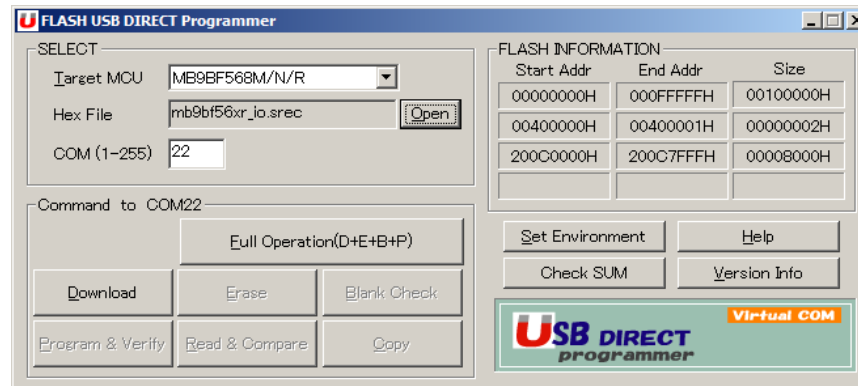 FLASH USB DIRECT Programmer
SELECT
Target MCU MB9BF568M/N/R
Hex File mb9bf56xr_io.srec Open
COM (1-255) 22
Command to COM22
Full Operation(D+E+B+P)
Download Erase Blank Check
Program & Verify Read & Compare Copy
FLASH INFORMATION
Start Addr End Addr Size
00000000H 000FFFFFH 00100000H
00400000H 00400001H 00000002H
200C0000H 200C7FFFH 00008000H
Set Environment Help
Check SUM Version Info
Virtual COM
USB DIRECT
programmer